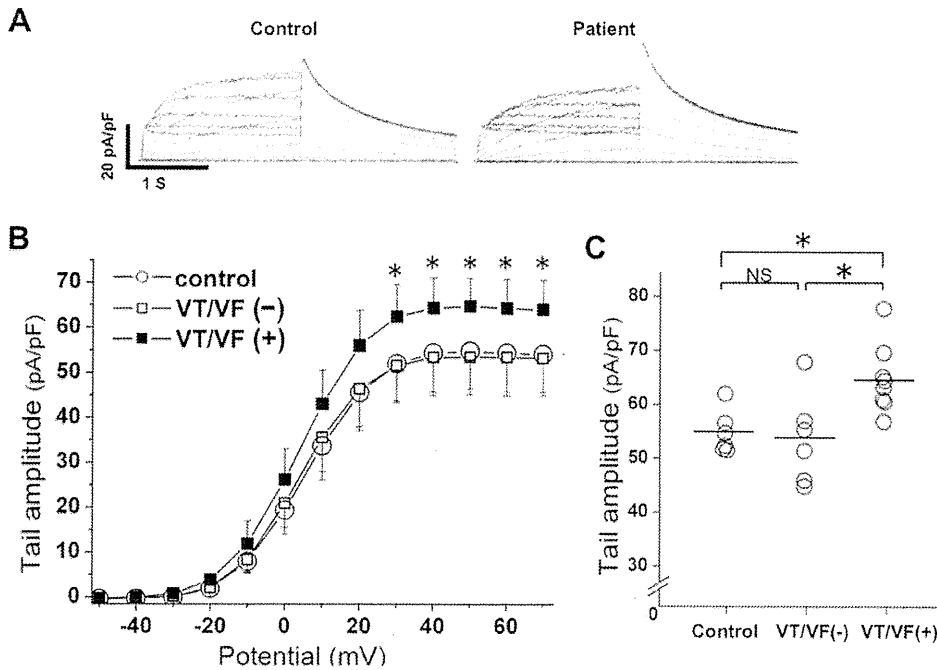 A
Control
Patient
20 pA/pF
1 S
B
70
60
50
40
30
20
10
0
Tail amplitude (pA/pF)
control
VT/VF (−)
VT/VF (+)
* * * * *
-40 -20 0 20 40 60
Potential (mV)
C
*
NS
*
80
70
60
50
40
30
0
Tail amplitude (pA/pF)
Control VT/VF(-) VT/VF(+)